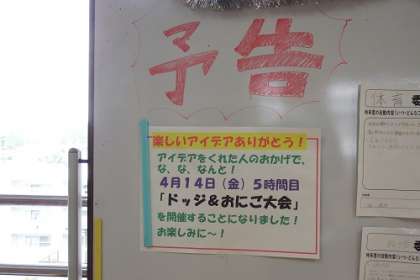 予告
楽しいアイデアありがとう！
アイデアをくれた人のおかげで、
な、な、なんと！
4月14日（金）5時間目
「ドッジ＆おにご大会」
を開催することになりました！
お楽しみに～！
体育